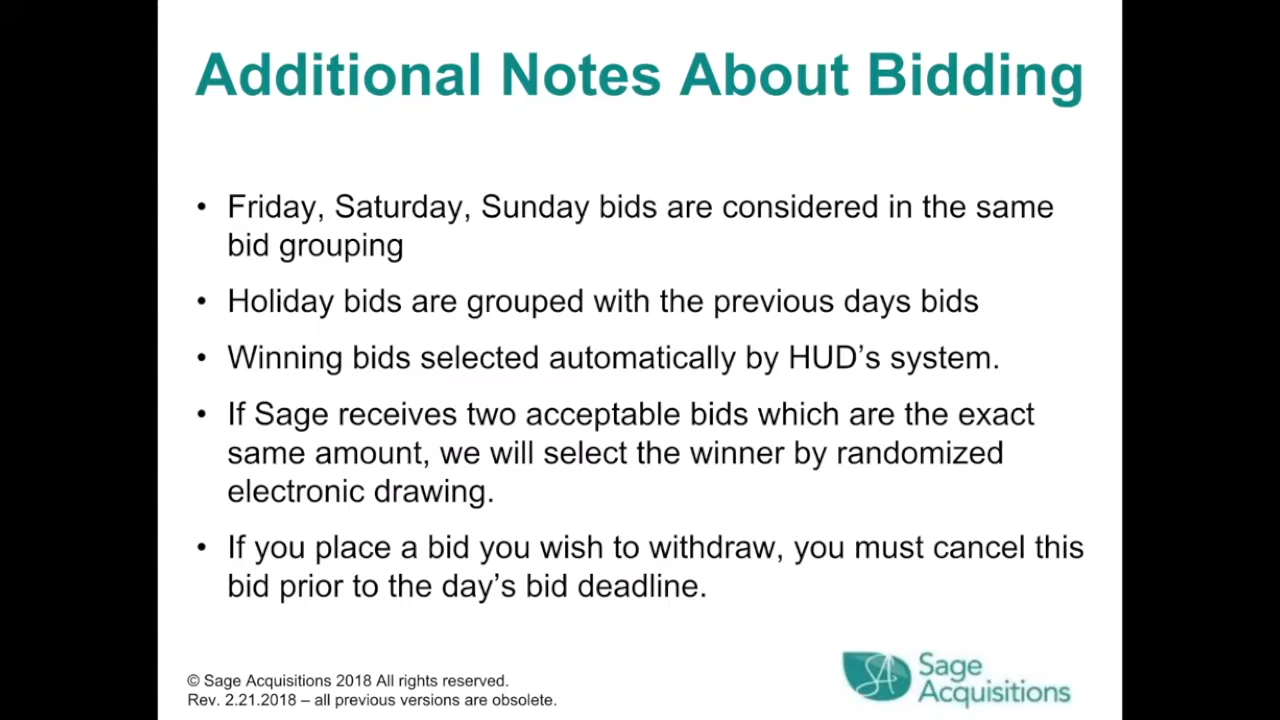 Additional Notes About Bidding
• Friday, Saturday, Sunday bids are considered in the same
bid grouping
• Holiday bids are grouped with the previous days bids
• Winning bids selected automatically by HUD’s system.
• If Sage receives two acceptable bids which are the exact
same amount, we will select the winner by randomized
electronic drawing.
• If you place a bid you wish to withdraw, you must cancel this
bid prior to the day’s bid deadline.
© Sage Acquisitions 2018 All rights reserved.
Rev. 2.21.2018 – all previous versions are obsolete.
SA
Sage
Acquisitions